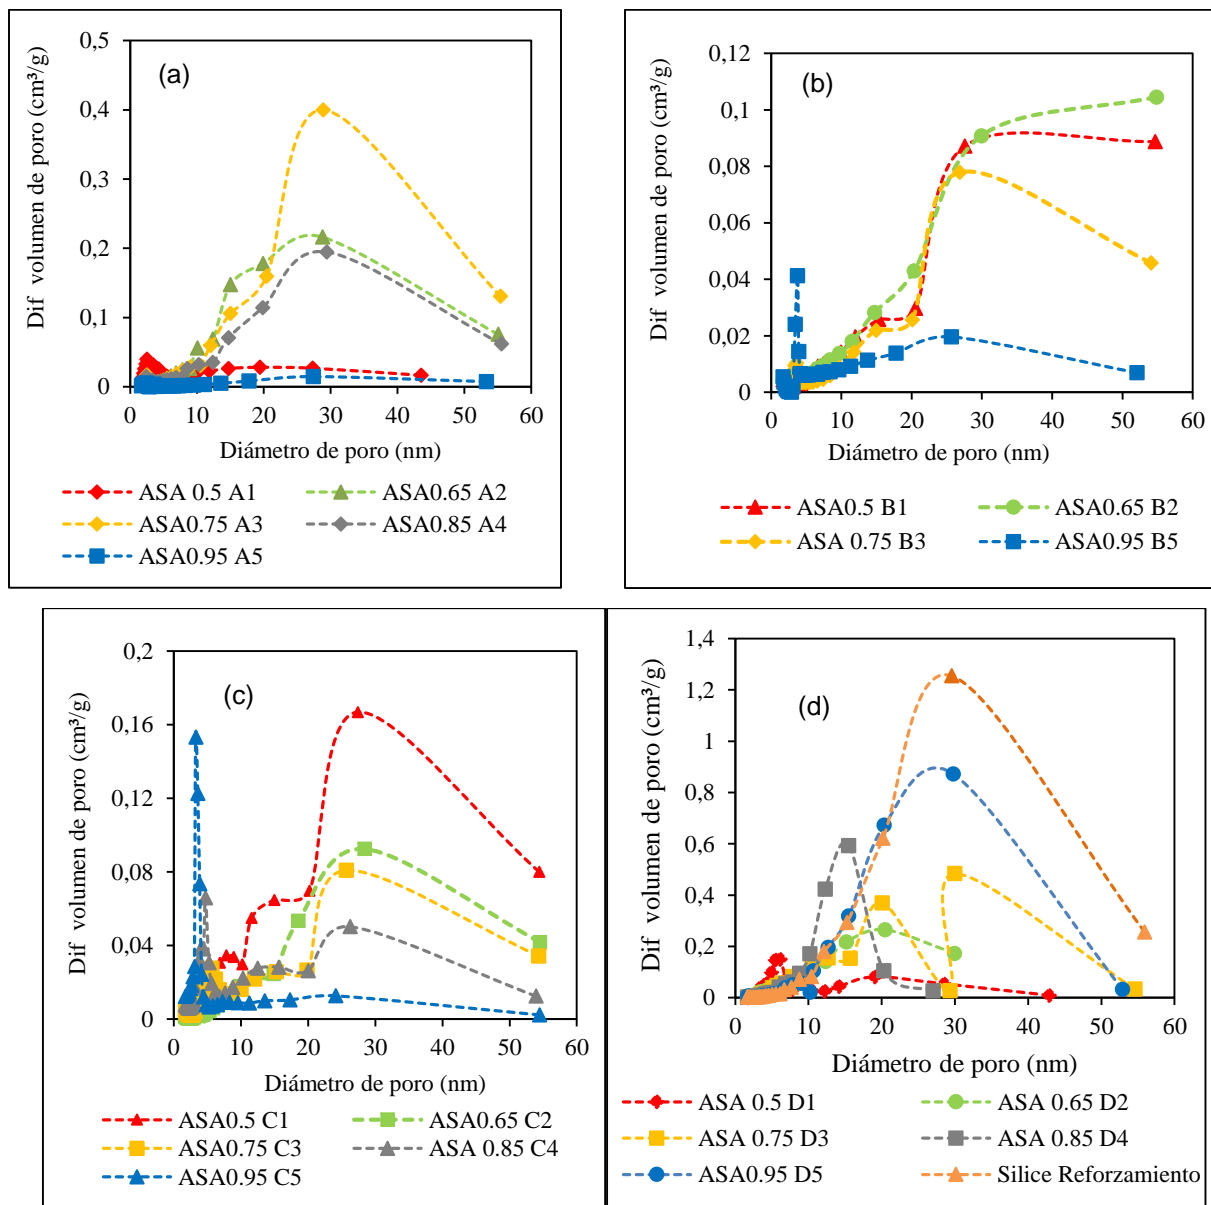 (a)
Dif volumen de poro (cm³/g)
0,5
0,4
0,3
0,2
0,1
0
0 10 20 30 40 50 60
Diámetro de poro (nm)
ASA 0.5 A1 ASA0.65 A2
ASA0.75 A3 ASA0.85 A4
ASA0.95 A5
(b)
Dif volumen de poro (cm³/g)
0,12
0,1
0,08
0,06
0,04
0,02
0
0 10 20 30 40 50 60
Diámetro de poro (nm)
ASA0.5 B1 ASA0.65 B2
ASA 0.75 B3 ASA0.95 B5
(c)
Dif volumen de poro (cm³/g)
0,2
0,16
0,12
0,08
0,04
0
0 10 20 30 40 50 60
Diámetro de poro (nm)
ASA0.5 C1 ASA0.65 C2
ASA0.75 C3 ASA 0.85 C4
ASA0.95 C5
(d)
Dif volumen de poro (cm³/g)
1,4
1,2
1
0,8
0,6
0,4
0,2
0
0 10 20 30 40 50 60
Diámetro de poro (nm)
ASA 0.5 D1 ASA 0.65 D2
ASA 0.75 D3 ASA 0.85 D4
ASA0.95 D5 Silice Reforzamiento